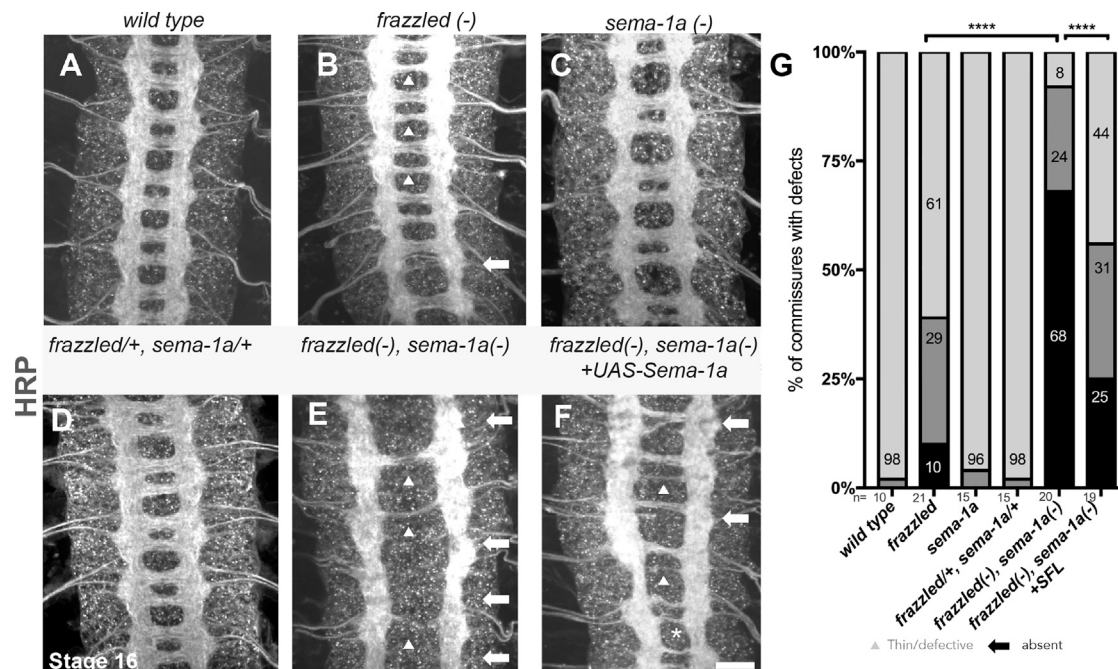 wild type
frazzled (-)
sema-1a (-)
A
B
C
frazzled/+, sema-1a/+
frazzled(-), sema-1a(-)
frazzled(-), sema-1a(-)
+UAS-Sema-1a
HRP
D
E
F
*
Stage 16
G
****
****
% of commissures with defects
100%
75%
50%
25%
0%
98
61
29
10
96
98
8
24
68
44
31
25
n= 10 21 15 15 20 19
wild type
frazzled
sema-1a
frazzled/+, sema-1a/+
frazzled(-), sema-1a(-)
frazzled(-), sema-1a(-)
+SFL
Thin/defective
absent